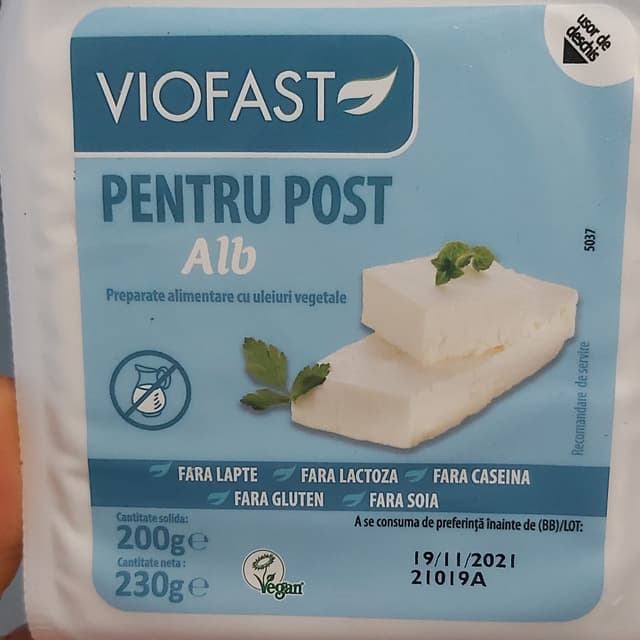 usor de
deschis
VIOFAST
PENTRU POST
Alb
Preparate alimentare cu uleiuri vegetale
5037
Recomandare de servire
FARA LAPTE FARA LACTOZA FARA CASEINA
FARA GLUTEN FARA SOIA
Cantitate solida:
200g e
Cantitate neta :
230g e
Vegan
A se consuma de preferință înainte de (BB)/LOT:
19/11/2021
21019A